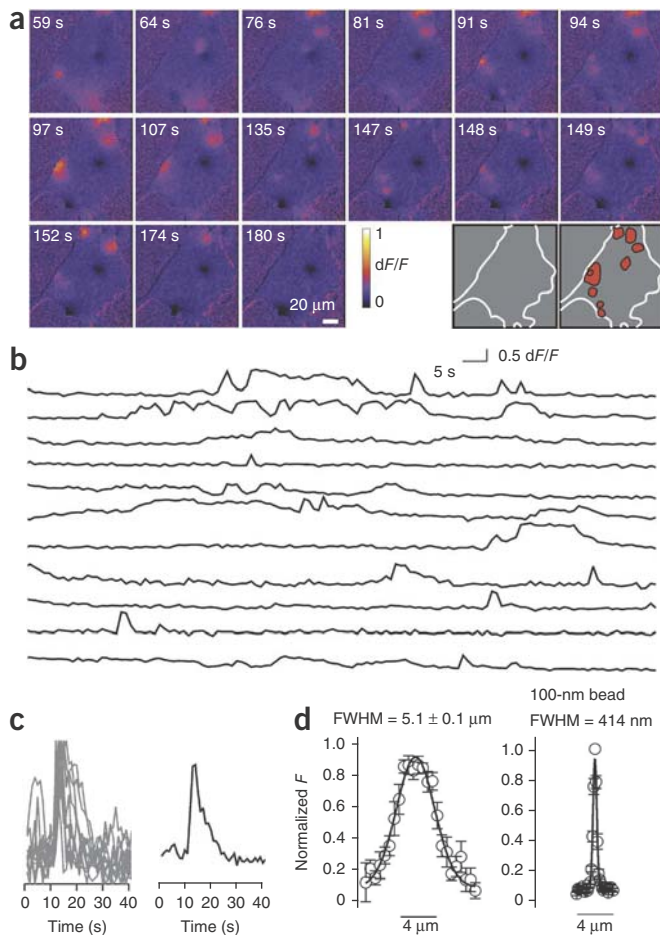 a
59 s 64 s 76 s 81 s 91 s 94 s
97 s 107 s 135 s 147 s 148 s 149 s
152 s 174 s 180 s
1
dF/F
0
20 μm
b
0.5 dF/F
5 s
c
0 10 20 30 40
Time (s)
0 10 20 30 40
Time (s)
d
FWHM = 5.1 ± 0.1 μm
Normalized F
1.0
0.8
0.6
0.4
0.2
0
4 μm
100-nm bead
FWHM = 414 nm
1.0
0.8
0.6
0.4
0.2
0
4 μm